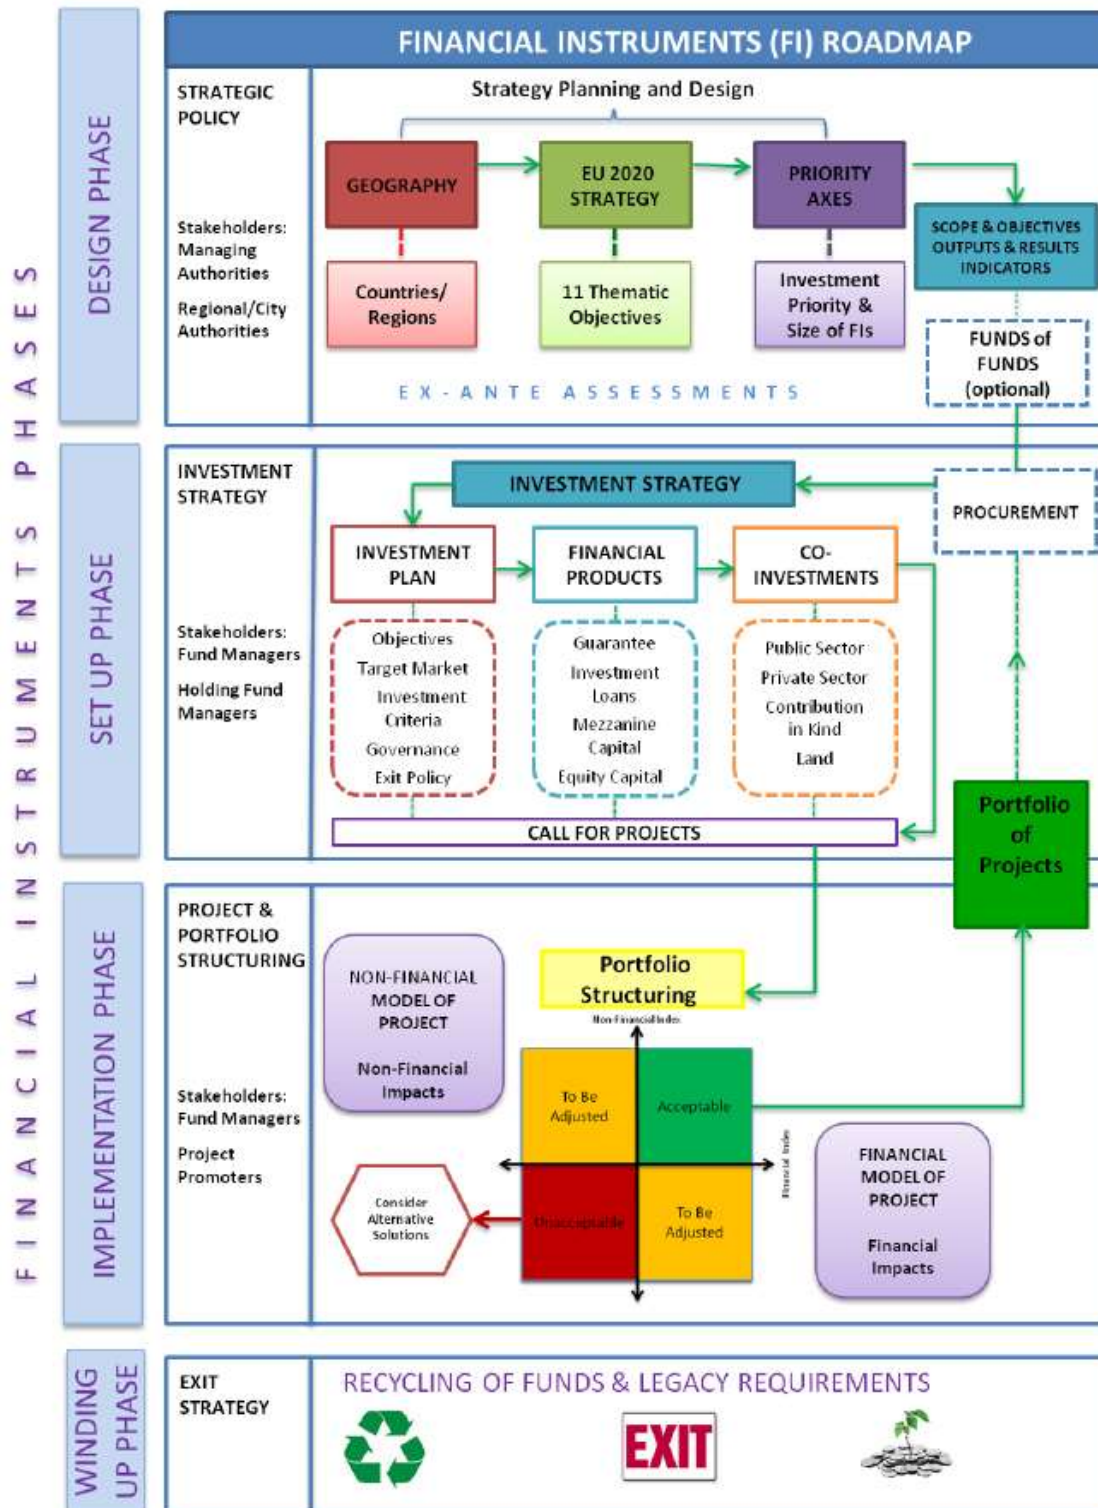 FINANCIAL INSTRUMENTS PHASES
FINANCIAL INSTRUMENTS (FI) ROADMAP
DESIGN PHASE
STRATEGIC
POLICY
Stakeholders:
Managing
Authorities
Regional/City
Authorities
Strategy Planning and Design
GEOGRAPHY
EU 2020
STRATEGY
PRIORITY
AXES
SCOPE & OBJECTIVES
OUTPUTS & RESULTS
INDICATORS
Countries/
Regions
11 Thematic
Objectives
Investment
Priority &
Size of FIs
FUNDS of
FUNDS
(optional)
EX-ANTE ASSESSMENTS
SET UP PHASE
INVESTMENT
STRATEGY
Stakeholders:
Fund Managers
Holding Fund
Managers
INVESTMENT STRATEGY
PROCUREMENT
INVESTMENT
PLAN
FINANCIAL
PRODUCTS
CO-
INVESTMENTS
Objectives
Target Market
Investment
Criteria
Governance
Exit Policy
Guarantee
Investment
Loans
Mezzanine
Capital
Equity Capital
Public Sector
Private Sector
Contribution
in Kind
Land
CALL FOR PROJECTS
Portfolio
of
Projects
IMPLEMENTATION PHASE
PROJECT &
PORTFOLIO
STRUCTURING
Stakeholders:
Fund Managers
Project
Promoters
NON-FINANCIAL
MODEL OF
PROJECT
Non-Financial
Impacts
Portfolio
Structuring
Non-Financial Index
To Be
Adjusted
Acceptable
Financial Index
Unacceptable
To Be
Adjusted
Consider
Alternative
Solutions
FINANCIAL
MODEL OF
PROJECT
Financial
Impacts
WINDING
UP PHASE
EXIT
STRATEGY
RECYCLING OF FUNDS & LEGACY REQUIREMENTS
EXIT